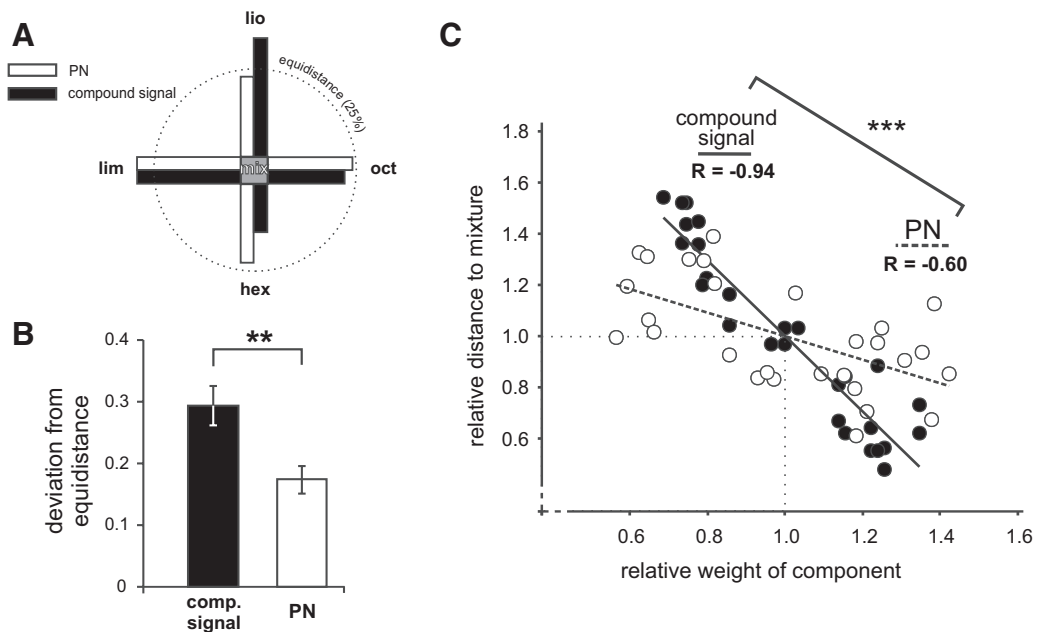 A
lio
PN
compound signal
equidistance (25%)
lim
mix
oct
hex
B
**
0.4
0.3
0.2
0.1
0
deviation from
equidistance
comp.
signal
PN
C
compound
signal
R = -0.94
***
PN
R = -0.60
1.8
1.6
1.4
1.2
1.0
0.8
0.6
relative distance to mixture
0.6 0.8 1.0 1.2 1.4 1.6
relative weight of component